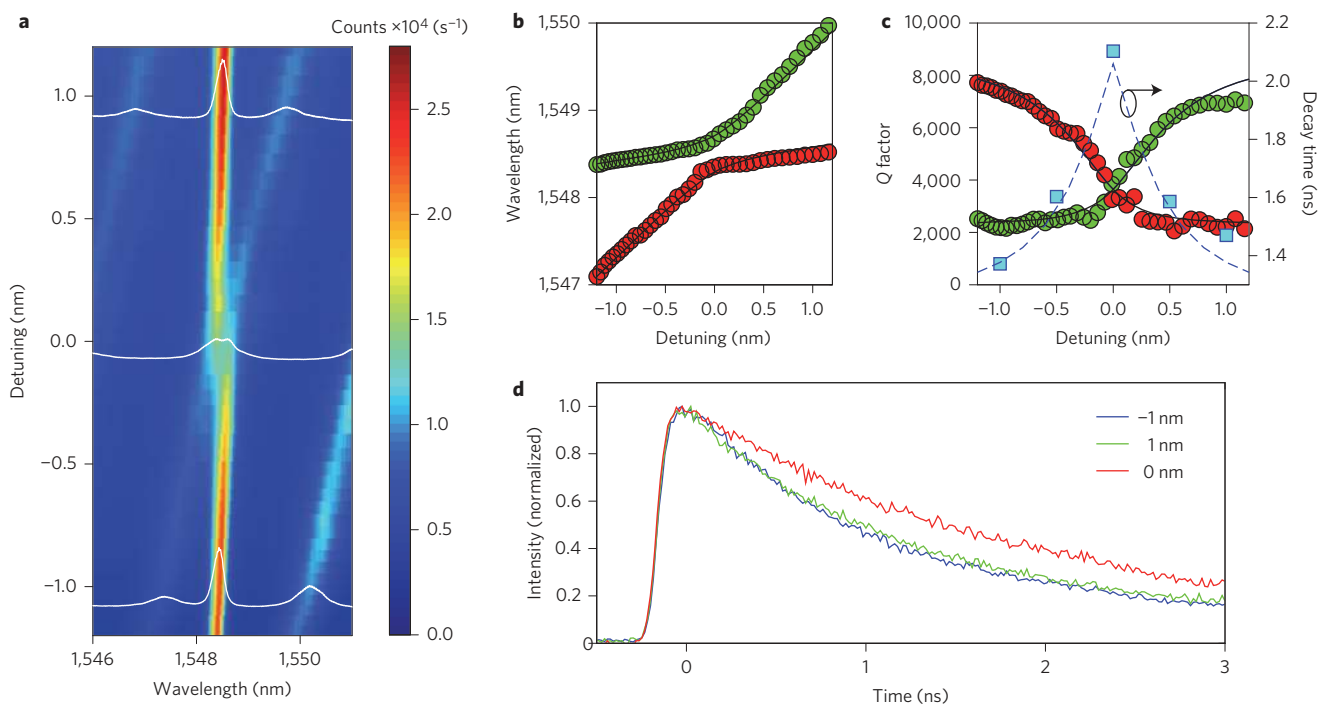 a
Counts ×10⁴ (s⁻¹)
1.0
0.5
0.0
−0.5
−1.0
Detuning (nm)
1,546
1,548
1,550
Wavelength (nm)
2.5
2.0
1.5
1.0
0.5
0.0
b
1,550
1,549
1,548
1,547
Wavelength (nm)
−1.0
−0.5
0.0
0.5
1.0
Detuning (nm)
c
10,000
8,000
6,000
4,000
2,000
0
Q factor
2.2
2.0
1.8
1.6
1.4
Decay time (ns)
−1.0
−0.5
0.0
0.5
1.0
Detuning (nm)
d
1.0
0.8
0.6
0.4
0.2
0
Intensity (normalized)
−1 nm
1 nm
0 nm
0
1
2
3
Time (ns)